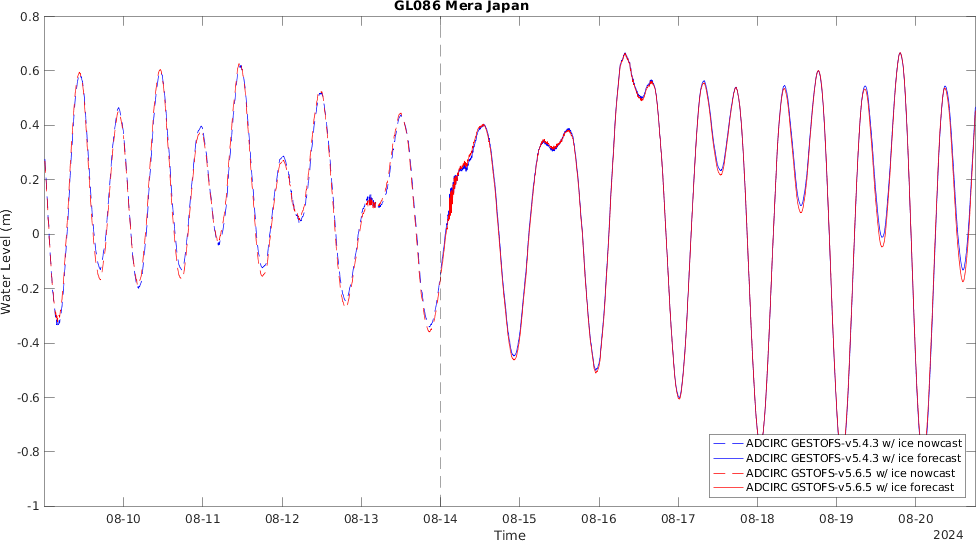 GL086 Mera Japan
0.8
0.6
0.4
0.2
0
-0.2
-0.4
-0.6
-0.8
-1
Water Level (m)
ADCIRC GESTOFS-v5.4.3 w/ ice nowcast
ADCIRC GESTOFS-v5.4.3 w/ ice forecast
ADCIRC GSTOFS-v5.6.5 w/ ice nowcast
ADCIRC GSTOFS-v5.6.5 w/ ice forecast
08-10 08-11 08-12 08-13 08-14 08-15 08-16 08-17 08-18 08-19 08-20
Time
2024